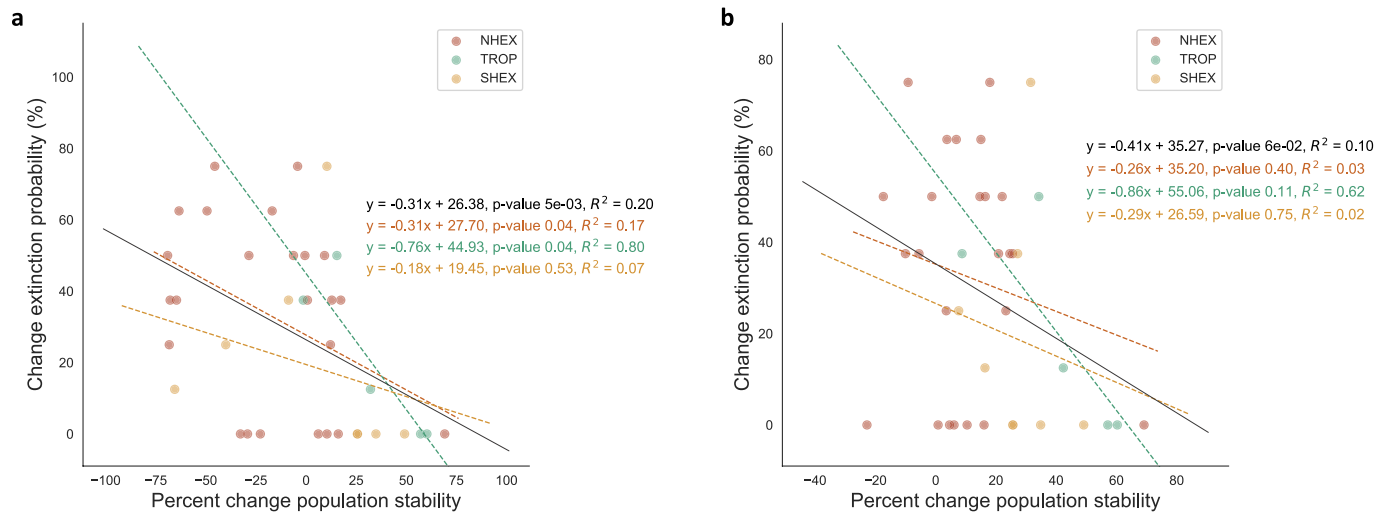 a
NHEX
TROP
SHEX
y = -0.31x + 26.38, p-value 5e-03, R² = 0.20
y = -0.31x + 27.70, p-value 0.04, R² = 0.17
y = -0.76x + 44.93, p-value 0.04, R² = 0.80
y = -0.18x + 19.45, p-value 0.53, R² = 0.07
Change extinction probability (%)
100
80
60
40
20
0
−100 −75 −50 −25 0 25 50 75 100
Percent change population stability
b
NHEX
TROP
SHEX
y = -0.41x + 35.27, p-value 6e-02, R² = 0.10
y = -0.26x + 35.20, p-value 0.40, R² = 0.03
y = -0.86x + 55.06, p-value 0.11, R² = 0.62
y = -0.29x + 26.59, p-value 0.75, R² = 0.02
Change extinction probability (%)
80
60
40
20
0
−40 −20 0 20 40 60 80
Percent change population stability